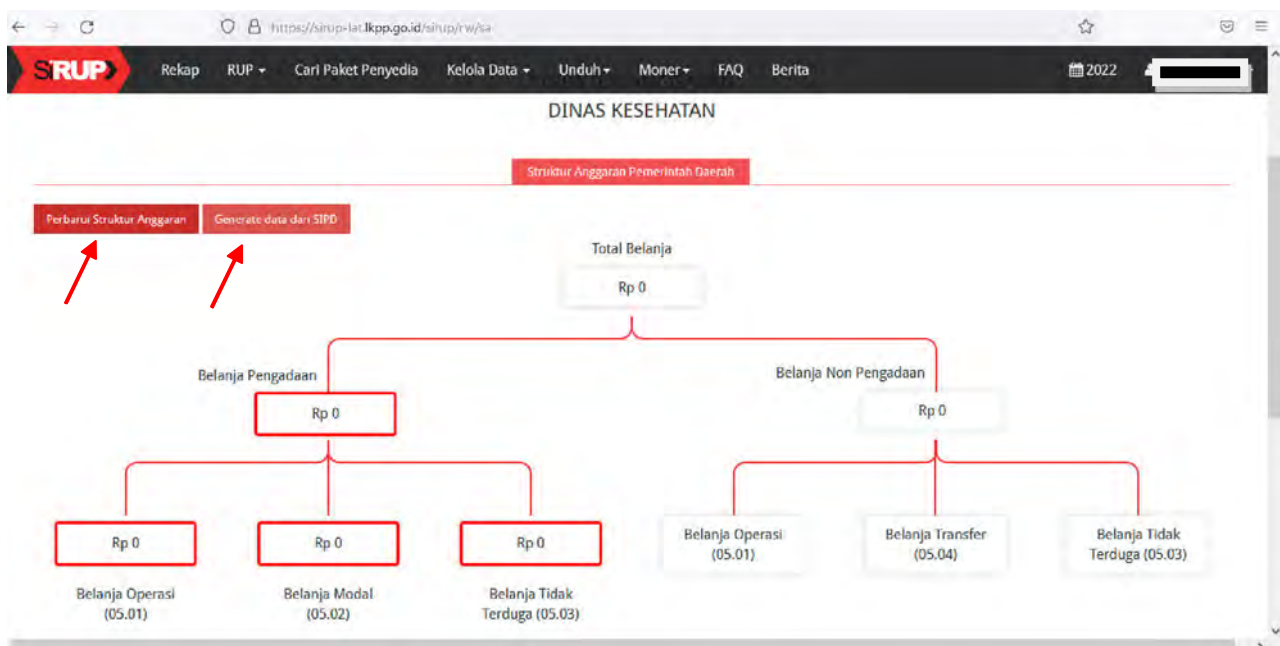 https://sirup-lat.lkpp.go.id/sirup/rw/sa
SiRUP Rekap RUP Cari Paket Penyedia Kelola Data Unduh Moner FAQ Berita 2022
DINAS KESEHATAN
Struktur Anggaran Pemerintah Daerah
Perbarui Struktur Anggaran Generate data dari SIPD
Total Belanja
Rp 0
Belanja Pengadaan Belanja Non Pengadaan
Rp 0 Rp 0
Rp 0 Rp 0 Rp 0
Belanja Operasi Belanja Transfer Belanja Tidak
(05.01) (05.04) Terduga (05.03)
Belanja Operasi Belanja Modal Belanja Tidak
(05.01) (05.02) Terduga (05.03)